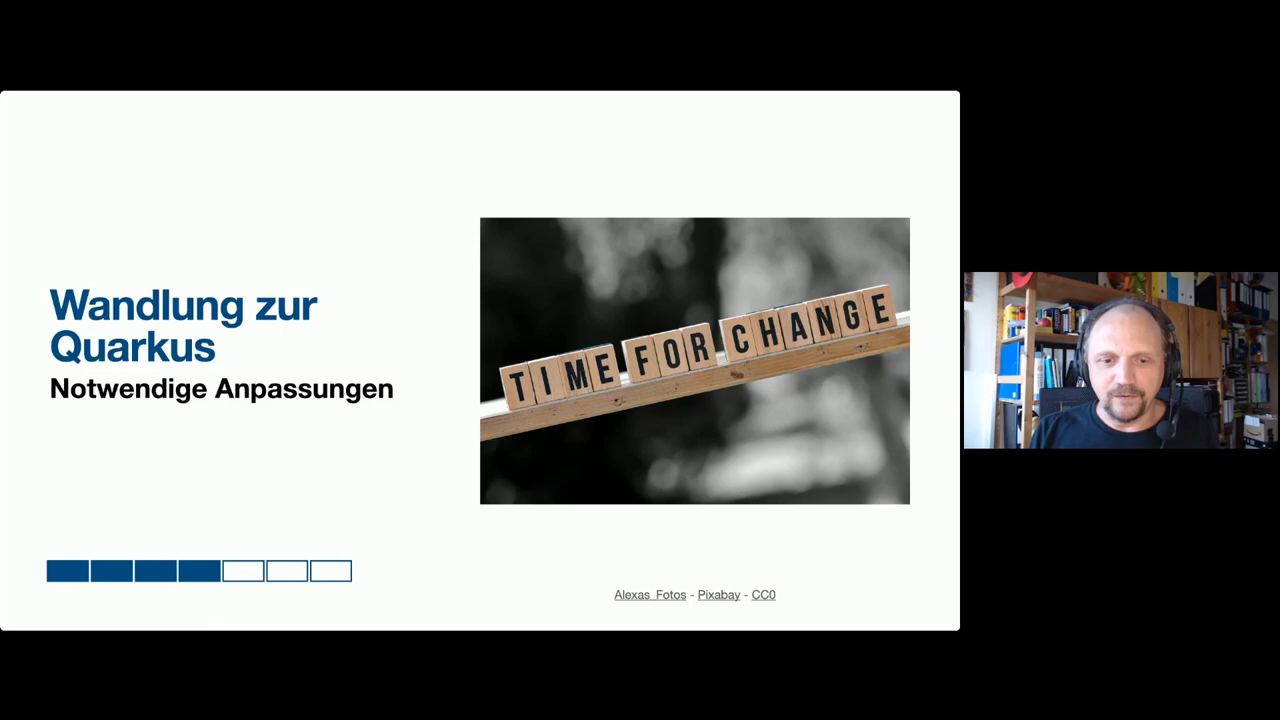 Wandlung zur
Quarkus
Notwendige Anpassungen
TIME FOR CHANGE
Alexas_Fotos - Pixabay - CC0